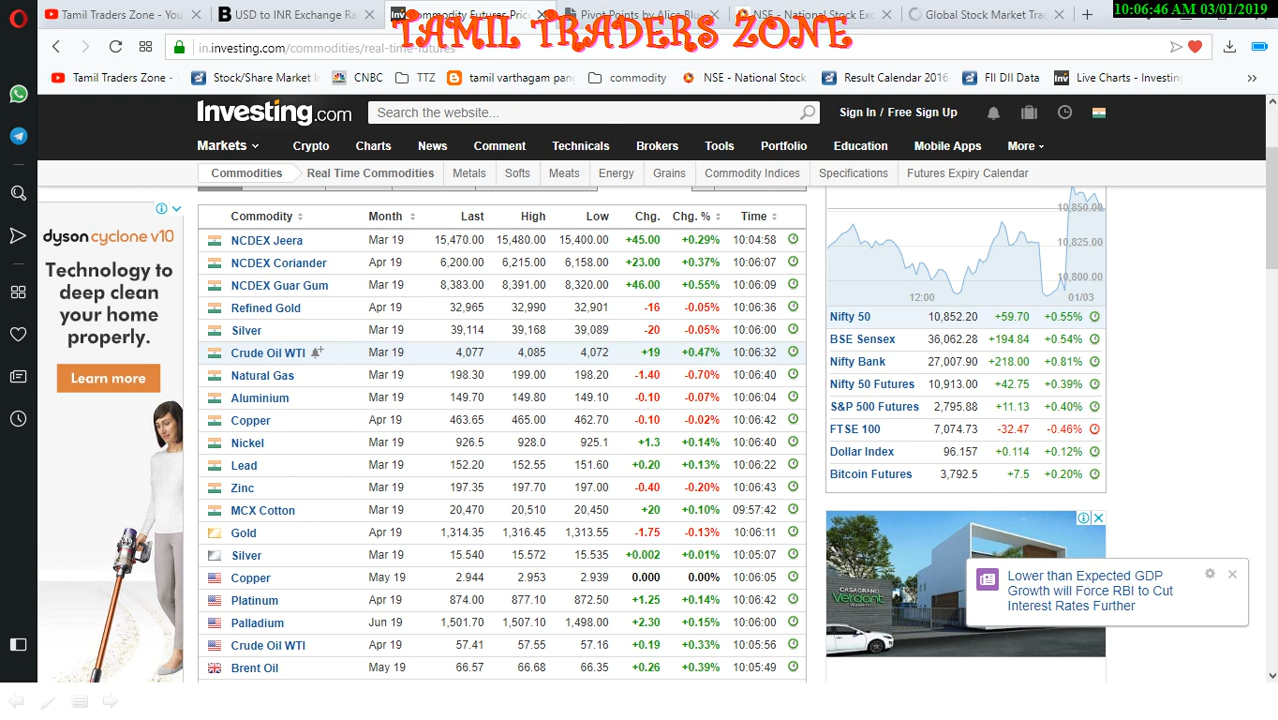 10:06:46 AM 03/01/2019
Tamil Traders Zone - You
USD to INR Exchange Ra
Inv Commodity Futures Pric
Pivot Points by Alice Blu
NSE - National Stock Exc
Global Stock Market Tra
TAMIL TRADERS ZONE
in.investing.com/commodities/real-time-futures
Tamil Traders Zone -
Stock/Share Market
CNBC
TTZ
tamil varthagam pan
commodity
NSE - National Stock
Result Calendar 2016
FII DII Data
Inv Live Charts - Investin
Investing.com
Search the website...
Sign In / Free Sign Up
Markets Crypto Charts News Comment Technicals Brokers Tools Portfolio Education Mobile Apps More
Commodities Real Time Commodities Metals Softs Meats Energy Grains Commodity Indices Specifications Futures Expiry Calendar
dyson cyclone v10
Technology to
deep clean
your home
properly.
Learn more
Commodity Month Last High Low Chg. Chg. % Time
NCDEX Jeera Mar 19 15,470.00 15,480.00 15,400.00 +45.00 +0.29% 10:04:58
NCDEX Coriander Apr 19 6,200.00 6,215.00 6,158.00 +23.00 +0.37% 10:06:07
NCDEX Guar Gum Mar 19 8,383.00 8,391.00 8,320.00 +46.00 +0.55% 10:06:09
Refined Gold Apr 19 32,965 32,990 32,901 -16 -0.05% 10:06:36
Silver Mar 19 39,114 39,168 39,089 -20 -0.05% 10:06:00
Crude Oil WTI Mar 19 4,077 4,085 4,072 +19 +0.47% 10:06:32
Natural Gas Mar 19 198.30 199.00 198.20 -1.40 -0.70% 10:06:40
Aluminium Mar 19 149.70 149.80 149.10 -0.10 -0.07% 10:06:04
Copper Apr 19 463.65 465.00 462.70 -0.10 -0.02% 10:06:42
Nickel Mar 19 926.5 928.0 925.1 +1.3 +0.14% 10:06:40
Lead Mar 19 152.20 152.55 151.60 +0.20 +0.13% 10:06:22
Zinc Mar 19 197.35 197.70 197.00 -0.40 -0.20% 10:06:43
MCX Cotton Mar 19 20,470 20,510 20,450 +20 +0.10% 09:57:42
Gold Apr 19 1,314.35 1,316.45 1,313.55 -1.75 -0.13% 10:06:11
Silver Mar 19 15.540 15.572 15.535 +0.002 +0.01% 10:05:07
Copper May 19 2.944 2.953 2.939 0.000 0.00% 10:06:05
Platinum Apr 19 874.00 877.10 872.50 +1.25 +0.14% 10:06:42
Palladium Jun 19 1,501.70 1,507.10 1,498.00 +2.30 +0.15% 10:06:00
Crude Oil WTI Mar 19 57.41 57.55 57.16 +0.19 +0.33% 10:05:56
Brent Oil May 19 66.57 66.68 66.35 +0.26 +0.39% 10:05:49
10,850.00
10,825.00
10,800.00
12:00 01/03
Nifty 50 10,852.20 +59.70 +0.55%
BSE Sensex 36,062.28 +194.84 +0.54%
Nifty Bank 27,007.90 +218.00 +0.81%
Nifty 50 Futures 10,913.00 +42.75 +0.39%
S&P 500 Futures 2,795.88 +11.13 +0.40%
FTSE 100 7,074.73 -32.47 -0.46%
Dollar Index 96.157 +0.114 +0.12%
Bitcoin Futures 3,792.5 +7.5 +0.20%
CASAGRAND
Verdant
Lower than Expected GDP
Growth will Force RBI to Cut
Interest Rates Further